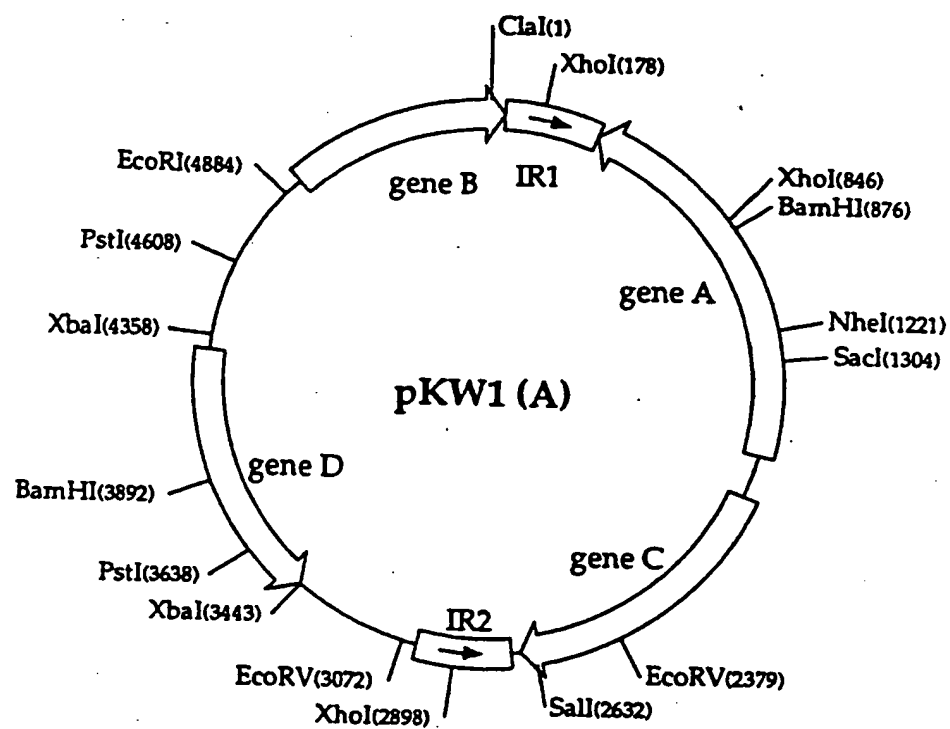 ClaI(1)
XhoI(178)
EcoRI(4884)
gene B
IR1
XhoI(846)
BamHI(876)
PstI(4608)
gene A
XbaI(4358)
NheI(1221)
SacI(1304)
pKW1 (A)
gene D
BamHI(3892)
gene C
PstI(3638)
XbaI(3443)
IR2
EcoRV(3072)
EcoRV(2379)
XhoI(2898)
SalI(2632)